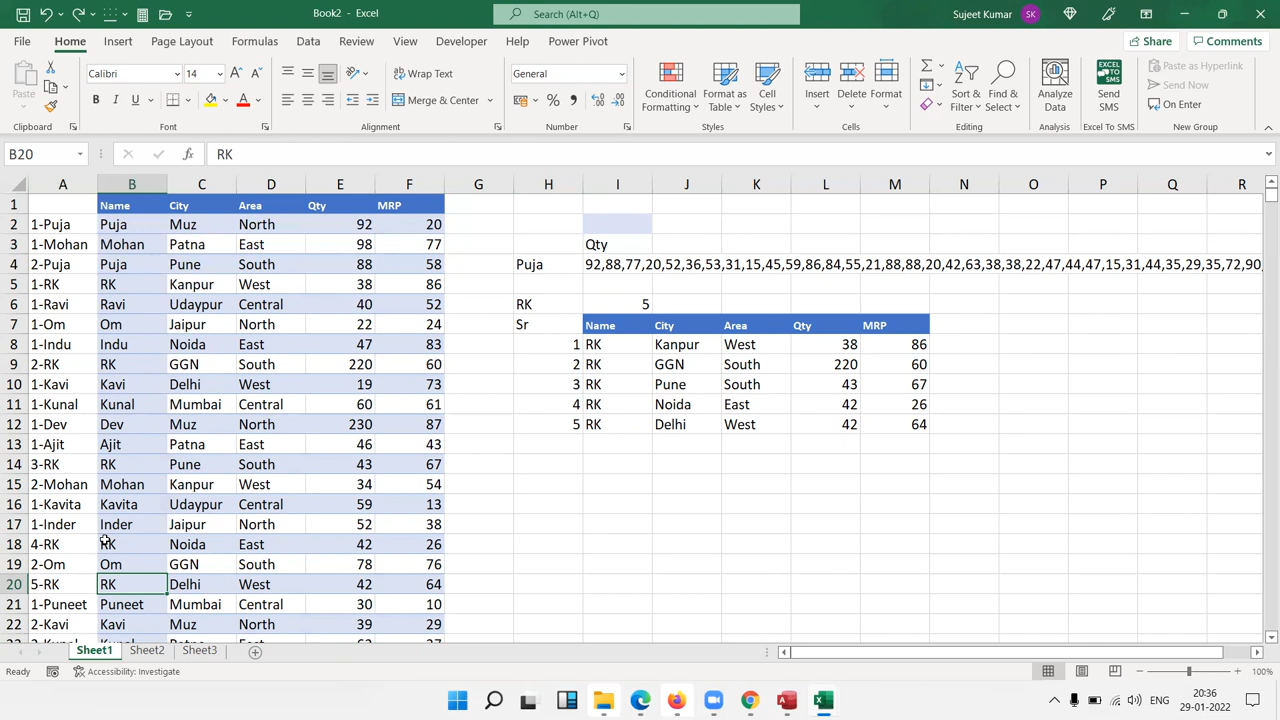 Book2 - Excel
Search (Alt+Q)
Sujeet Kumar
SK
File Home Insert Page Layout Formulas Data Review View Developer Help Power Pivot
Share Comments
Paste
Calibri 14
Wrap Text
General
Merge & Center
Conditional Formatting
Format as Table
Cell Styles
Insert Delete Format
Sort & Filter
Find & Select
Analyze Data
Send SMS
Paste as Hyperlink
Send Now
On Enter
Clipboard Font Alignment Number Styles Cells Editing Analysis Excel To SMS New Group
B20 RK
A B C D E F G H I J K L M N O P Q R
1 Name City Area Qty MRP
2 1-Puja Puja Muz North 92 20
3 1-Mohan Mohan Patna East 98 77 Qty
4 2-Puja Puja Pune South 88 58 Puja 92,88,77,20,52,36,53,31,15,45,59,86,84,55,21,88,88,20,42,63,38,38,22,47,44,47,15,31,44,35,29,35,72,90,
5 1-RK RK Kanpur West 38 86
6 1-Ravi Ravi Udaypur Central 40 52 RK 5
7 1-Om Om Jaipur North 22 24 Sr Name City Area Qty MRP
8 1-Indu Indu Noida East 47 83 1 RK Kanpur West 38 86
9 2-RK RK GGN South 220 60 2 RK GGN South 220 60
10 1-Kavi Kavi Delhi West 19 73 3 RK Pune South 43 67
11 1-Kunal Kunal Mumbai Central 60 61 4 RK Noida East 42 26
12 1-Dev Dev Muz North 230 87 5 RK Delhi West 42 64
13 1-Ajit Ajit Patna East 46 43
14 3-RK RK Pune South 43 67
15 2-Mohan Mohan Kanpur West 34 54
16 1-Kavita Kavita Udaypur Central 59 13
17 1-Inder Inder Jaipur North 52 38
18 4-RK RK Noida East 42 26
19 2-Om Om GGN South 78 76
20 5-RK RK Delhi West 42 64
21 1-Puneet Puneet Mumbai Central 30 10
22 2-Kavi Kavi Muz North 39 29
Sheet1 Sheet2 Sheet3
Ready Accessibility: Investigate 100%
ENG
20:36
29-01-2022